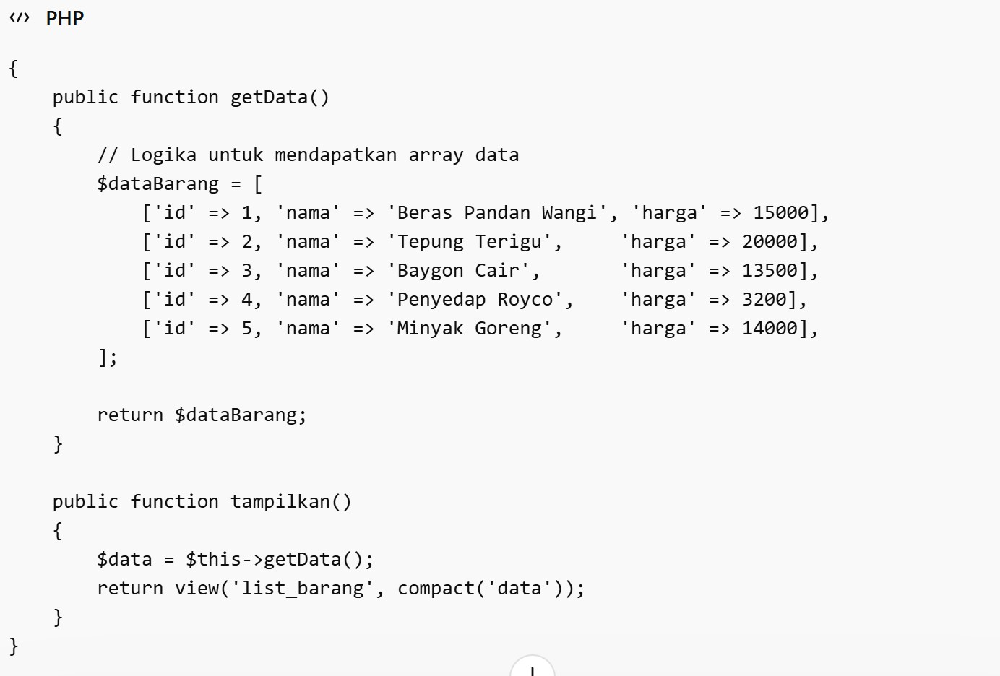 </> PHP
{
    public function getData()
    {
        // Logika untuk mendapatkan array data
        $dataBarang = [
            ['id' => 1, 'nama' => 'Beras Pandan Wangi', 'harga' => 15000],
            ['id' => 2, 'nama' => 'Tepung Terigu',     'harga' => 20000],
            ['id' => 3, 'nama' => 'Baygon Cair',       'harga' => 13500],
            ['id' => 4, 'nama' => 'Penyedap Royco',    'harga' => 3200],
            ['id' => 5, 'nama' => 'Minyak Goreng',     'harga' => 14000],
        ];
        return $dataBarang;
    }
    public function tampilkan()
    {
        $data = $this->getData();
        return view('list_barang', compact('data'));
    }
}